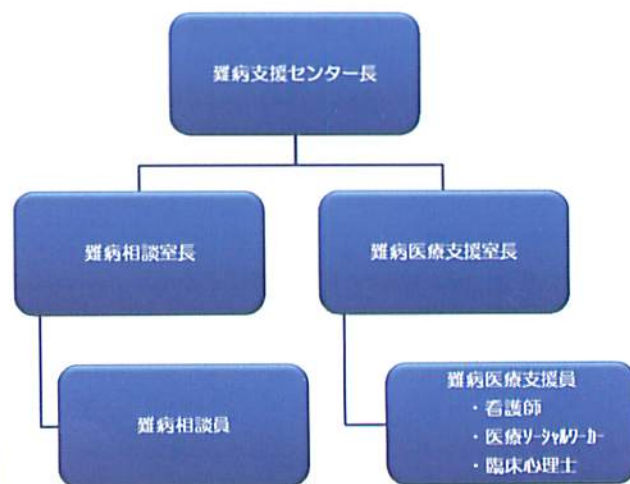 難病支援センター長
難病相談室長
難病医療支援室長
難病相談員
難病医療支援員
・看護師
・医療ｿｰｼｬﾙﾜｰｶｰ
・臨床心理士